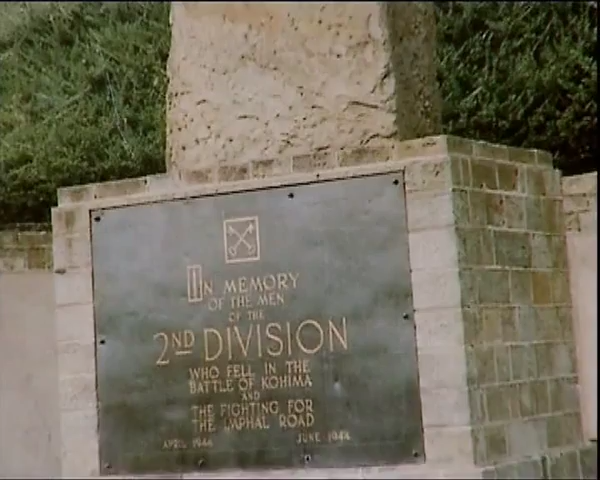 IN MEMORY
OF THE MEN
OF THE
2ND DIVISION
WHO FELL IN THE
BATTLE OF KOHIMA
AND
THE FIGHTING FOR
THE IMPHAL ROAD
APRIL 1944 JUNE 1944